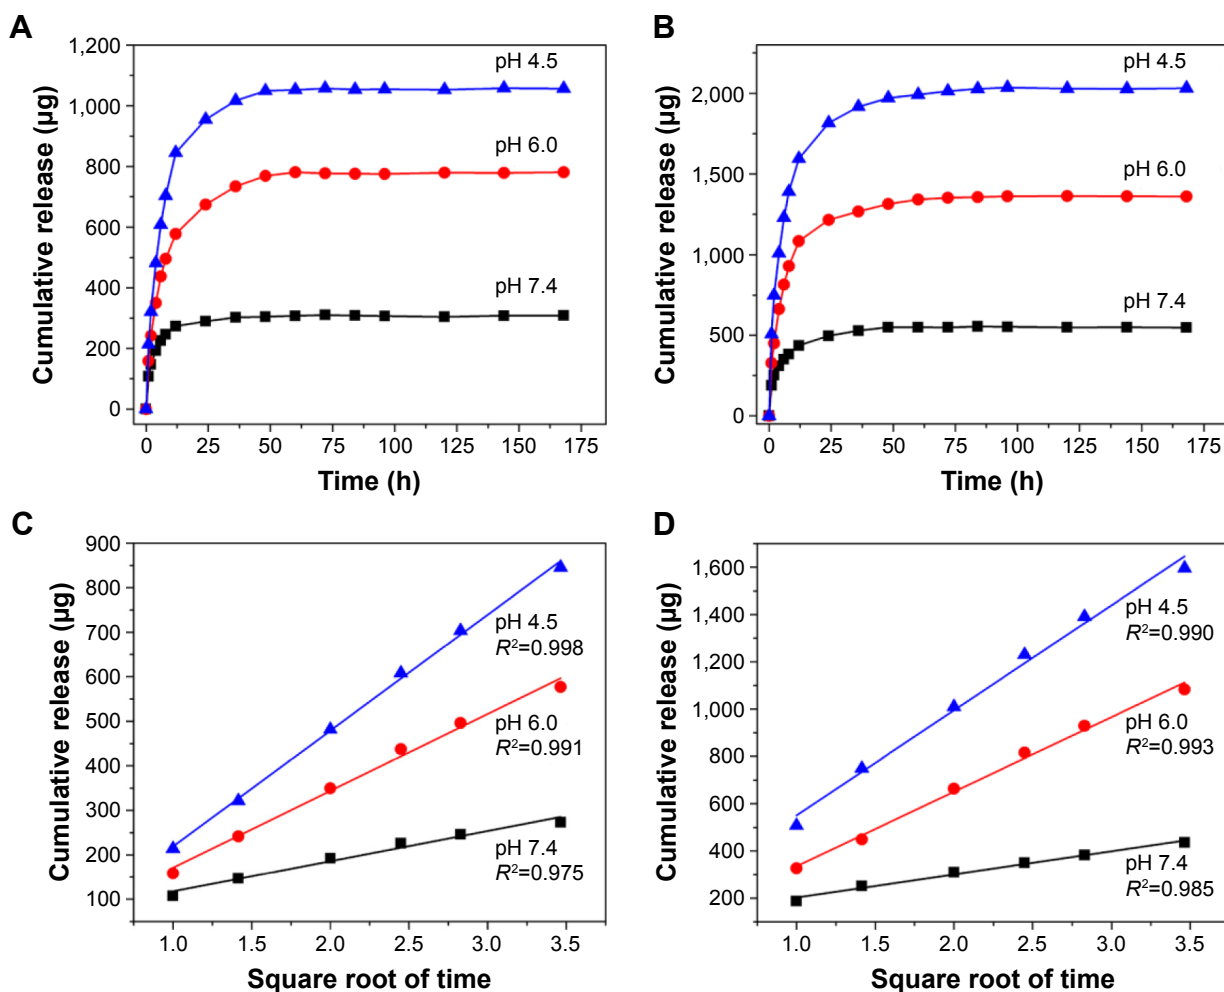 A
Cumulative release (µg)
1,200
1,000
800
600
400
200
0
pH 4.5
pH 6.0
pH 7.4
0 25 50 75 100 125 150 175
Time (h)
B
Cumulative release (µg)
2,000
1,500
1,000
500
0
pH 4.5
pH 6.0
pH 7.4
0 25 50 75 100 125 150 175
Time (h)
C
Cumulative release (µg)
900
800
700
600
500
400
300
200
100
pH 4.5
R²=0.998
pH 6.0
R²=0.991
pH 7.4
R²=0.975
1.0 1.5 2.0 2.5 3.0 3.5
Square root of time
D
Cumulative release (µg)
1,600
1,400
1,200
1,000
800
600
400
200
pH 4.5
R²=0.990
pH 6.0
R²=0.993
pH 7.4
R²=0.985
1.0 1.5 2.0 2.5 3.0 3.5
Square root of time